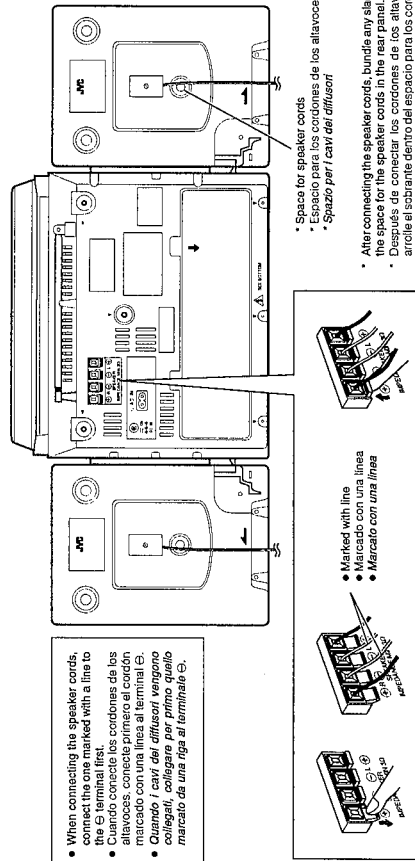 ● When connecting the speaker cords,
connect the one marked with a line to
the ⊖ terminal first.
● Cuando conecte los cordones de los
altavoces, conecte primero el cordón
marcado con una línea al terminal ⊖.
● Quando i cavi dei diffusori vengono
collegati, collegare per primo quello
marcato da una riga al terminale ⊖.
JVC
JVC
* Space for speaker cords
* Espacio para los cordones de los altavoces
* Spazio per i cavi dei diffusori
* After connecting the speaker cords, bundle any sla
the space for the speaker cords in the rear panel.
* Después de conectar los cordones de los altav
arrolle el sobrante dentro del espacio para los cor
● Marked with line
● Marcado con una línea
● Marcato con una linea